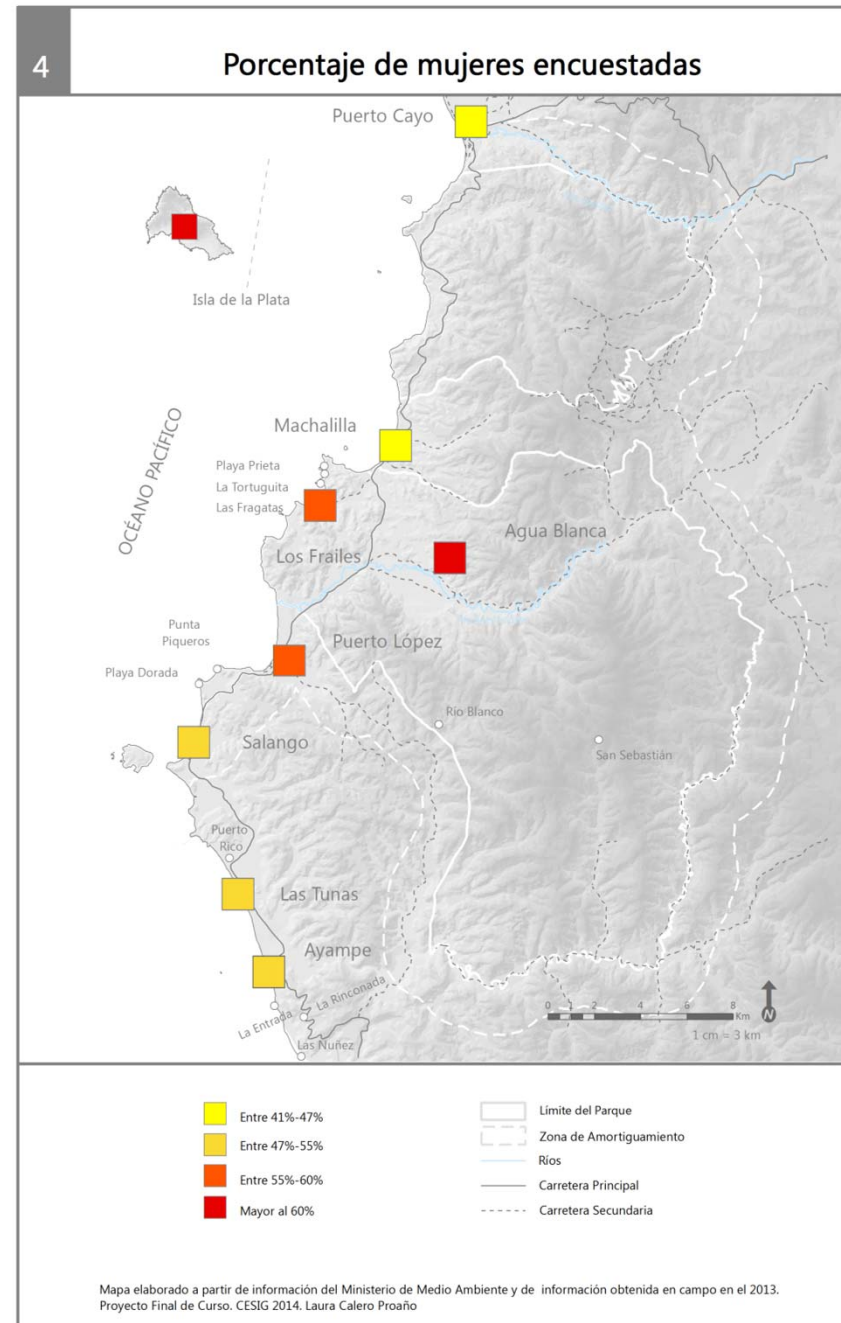 4
Porcentaje de mujeres encuestadas
Puerto Cayo
Isla de la Plata
OCÉANO PACÍFICO
Machalilla
Playa Prieta
La Tortuguita
Las Fragatas
Agua Blanca
Los Frailes
Punta
Piqueros
Puerto López
Playa Dorada
Río Blanco
Salango
San Sebastián
Puerto
Rico
Las Tunas
Ayampe
La Rinconada
La Entrada
Las Nuñez
0 1 2 4 6 8
Km
N
1 cm = 3 km
Entre 41%-47%
Entre 47%-55%
Entre 55%-60%
Mayor al 60%
Límite del Parque
Zona de Amortiguamiento
Ríos
Carretera Principal
Carretera Secundaria
Mapa elaborado a partir de información del Ministerio de Medio Ambiente y de información obtenida en campo en el 2013.
Proyecto Final de Curso. CESIG 2014. Laura Calero Proaño